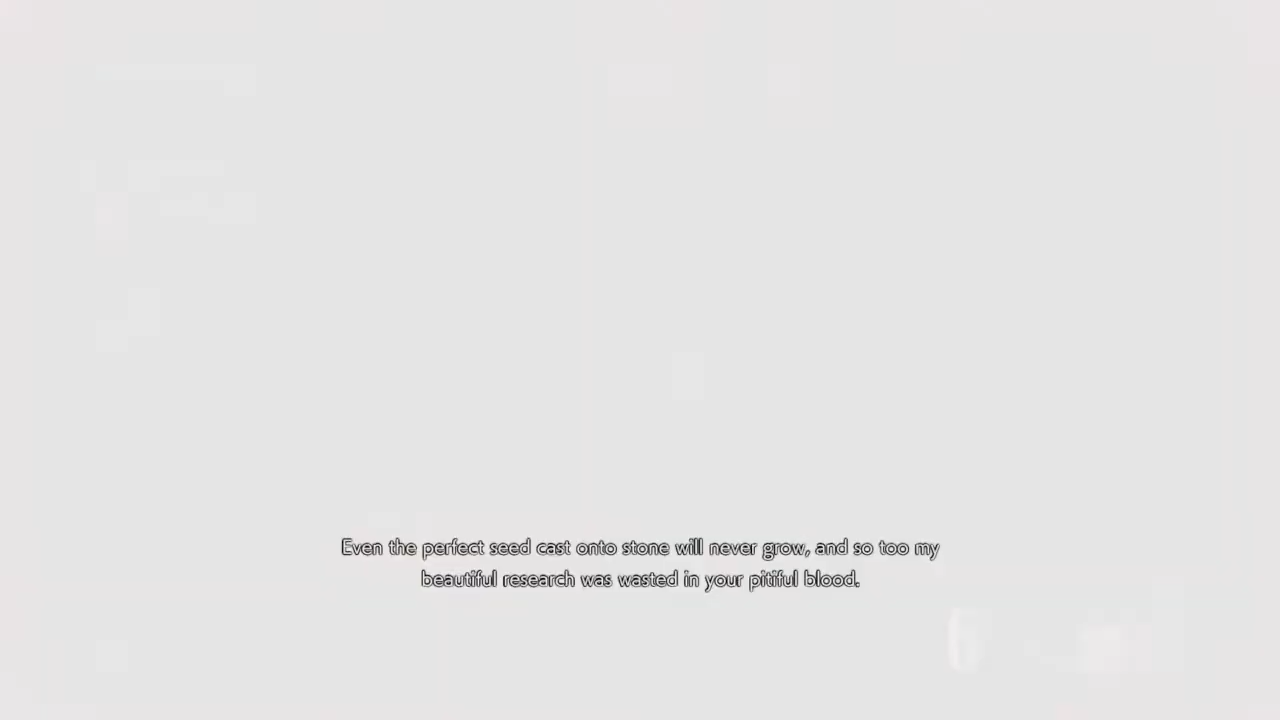 Even the perfect seed cast onto stone will never grow, and so too my
beautiful research was wasted in your pitiful blood.